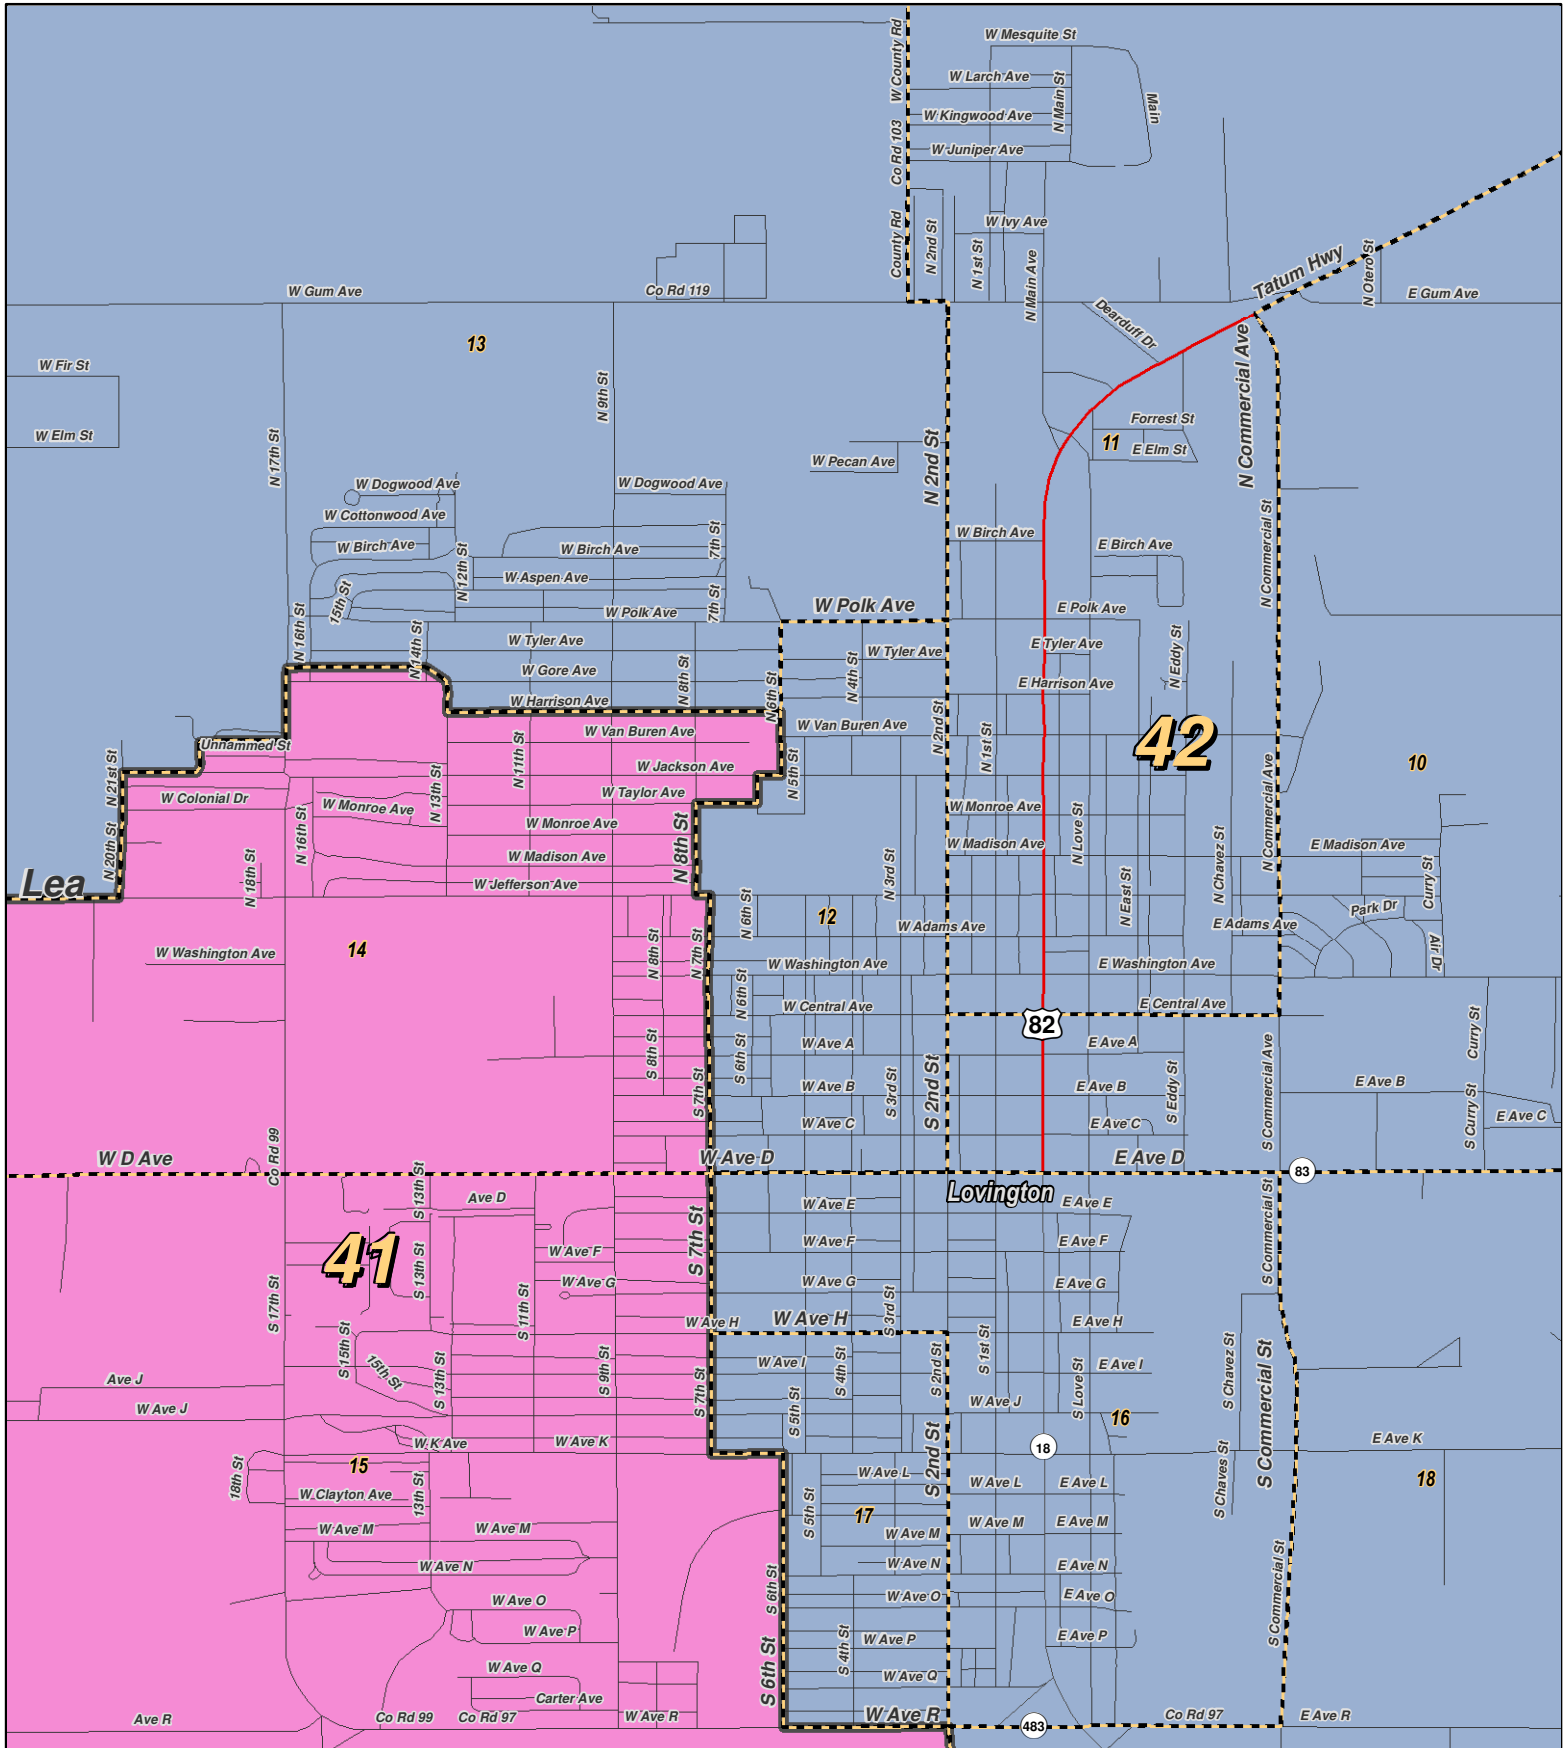 W Mesquite St
W Larch Ave
W Kingwood Ave
W Juniper Ave
N Main St
Main
W County Rd
Co Rd 103
County Rd
N 2nd St
N 1st St
W Ivy Ave
N Main Ave
Tatum Hwy
N Otero St
E Gum Ave
W Gum Ave
Co Rd 119
Dearduff Dr
13
W Fir St
W Elm St
N 17th St
N 9th St
N Commercial Ave
Forrest St
11
E Elm St
W Pecan Ave
N 2nd St
W Dogwood Ave
W Dogwood Ave
W Cottonwood Ave
W Birch Ave
W Birch Ave
7th St
W Birch Ave
E Birch Ave
N Commercial St
N 12th St
W Aspen Ave
15th St
W Polk Ave
7th St
W Polk Ave
E Polk Ave
N 16th St
N 14th St
W Tyler Ave
W Tyler Ave
E Tyler Ave
N Eddy St
W Gore Ave
N 8th St
N 4th St
N 6th St
E Harrison Ave
W Harrison Ave
W Van Buren Ave
W Van Buren Ave
N 2nd St
N 1st St
42
Unnammed St
N 11th St
W Jackson Ave
N 5th St
10
N 21st St
W Colonial Dr
W Monroe Ave
N 13th St
W Taylor Ave
W Monroe Ave
N Commercial Ave
N 16th St
W Monroe Ave
N Love St
N 20th St
W Madison Ave
N 8th St
W Madison Ave
N Chavez St
E Madison Ave
Lea
N 18th St
W Jefferson Ave
N 3rd St
N East St
Curry St
N 6th St
12
W Adams Ave
E Adams Ave
Park Dr
Air Dr
14
W Washington Ave
N 8th St
N 7th St
W Washington Ave
E Washington Ave
N 6th St
W Central Ave
E Central Ave
82
S 8th St
S 6th St
W Ave A
E Ave A
Curry St
S Commercial Ave
S 7th St
W Ave B
S 3rd St
S 2nd St
E Ave B
S Eddy St
E Ave B
W Ave C
E Ave C
S Curry St
E Ave C
W D Ave
Co Rd 99
W Ave D
E Ave D
83
S 13th St
Ave D
Lovington
W Ave E
E Ave E
S Commercial St
41
S 13th St
W Ave F
S 7th St
W Ave F
E Ave F
W Ave G
W Ave G
E Ave G
S 17th St
S 11th St
W Ave H
W Ave H
S 3rd St
E Ave H
S 15th St
15th St
S 13th St
S 9th St
S 7th St
W Ave I
S 4th St
S 2nd St
S 1st St
E Ave I
S Chavez St
S Commercial St
Ave J
W Ave J
S 5th St
W Ave J
S Love St
16
W K Ave
W Ave K
18
E Ave K
15
18th St
W Clayton Ave
13th St
W Ave L
S 2nd St
W Ave L
E Ave L
S Chaves St
18
S 5th St
17
W Ave M
W Ave M
W Ave M
W Ave M
E Ave M
W Ave N
W Ave N
E Ave N
S 6th St
W Ave O
W Ave O
E Ave O
S Commercial St
W Ave P
S 4th St
W Ave P
E Ave P
W Ave Q
S 6th St
W Ave Q
Carter Ave
Ave R
Co Rd 99
Co Rd 97
W Ave R
W Ave R
483
Co Rd 97
E Ave R